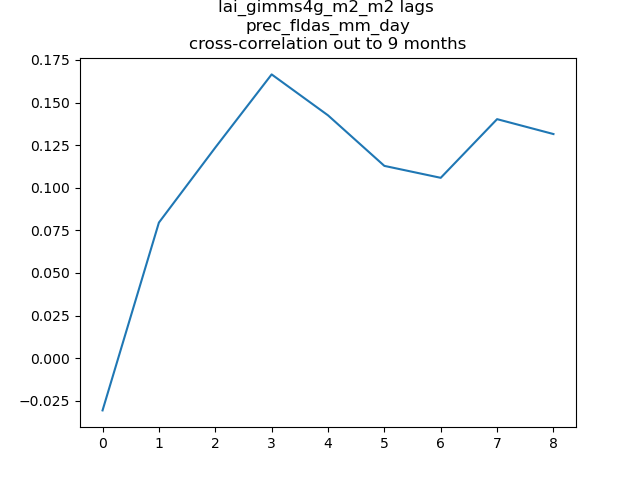 lai_gimms4g_m2_m2 lags
prec_fldas_mm_day
cross-correlation out to 9 months
0.175
0.150
0.125
0.100
0.075
0.050
0.025
0.000
−0.025
0 1 2 3 4 5 6 7 8